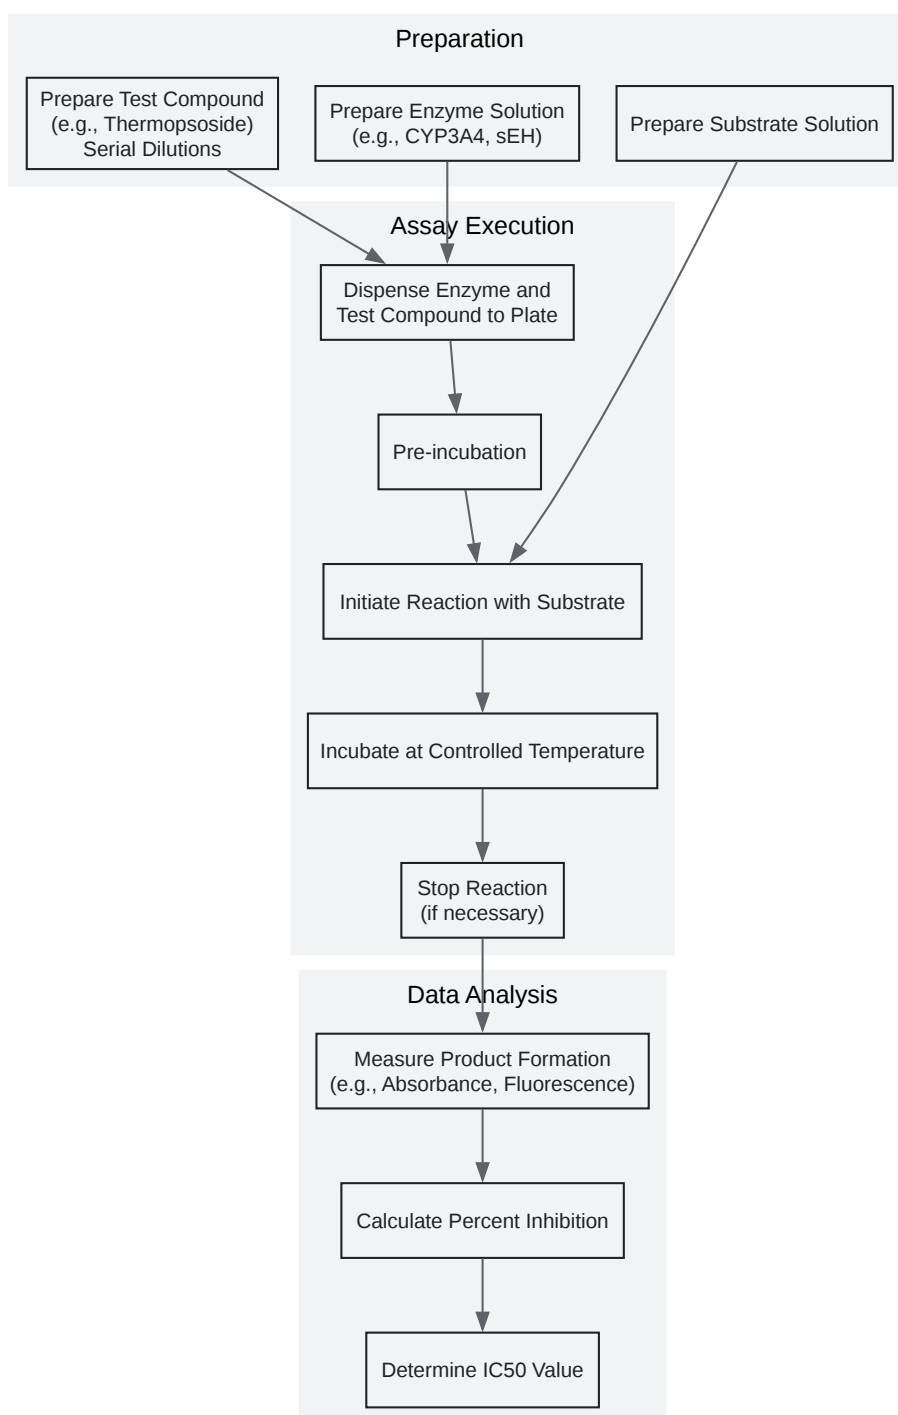 Preparation
Prepare Test Compound
(e.g., Thermopsoside)
Serial Dilutions
Prepare Enzyme Solution
(e.g., CYP3A4, sEH)
Prepare Substrate Solution
Assay Execution
Dispense Enzyme and
Test Compound to Plate
Pre-incubation
Initiate Reaction with Substrate
Incubate at Controlled Temperature
Stop Reaction
(if necessary)
Data Analysis
Measure Product Formation
(e.g., Absorbance, Fluorescence)
Calculate Percent Inhibition
Determine IC50 Value